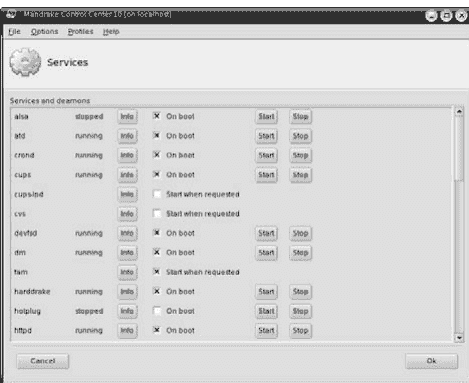 Mandrake Control Center 10 [on localhost]
File Options Profiles Help
Services
Services and deamons
alsa stopped Info On boot Start Stop
atd running Info On boot Start Stop
crond running Info On boot Start Stop
cups running Info On boot Start Stop
cups-lpd Info Start when requested
cvs Info Start when requested
devfsd running Info On boot Start Stop
dm running Info On boot Start Stop
fam Info Start when requested
harddrake running Info On boot Start Stop
hotplug stopped Info On boot Start Stop
httpd running Info On boot Start Stop
Cancel Ok